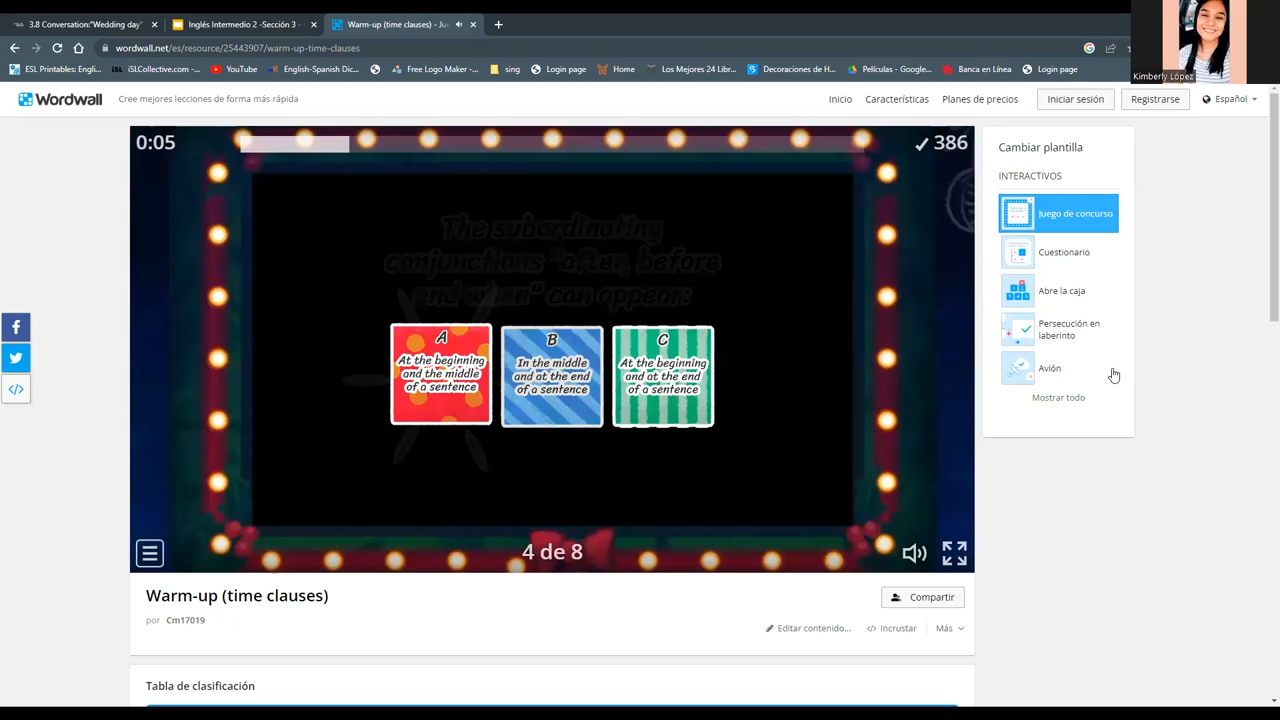 3.8 Conversation:"Wedding day"
Inglés Intermedio 2 -Sección 3 -
Warm-up (time clauses) - Jue
wordwall.net/es/resource/25443907/warm-up-time-clauses
ESL Printables: Engli...
iSLCollective.com -...
YouTube
English-Spanish Dic...
Free Logo Maker -...
sing
Login page
Home
Los Mejores 24 Libr...
Decoraciones de H...
Películas - Google...
Banca en Línea
Login page
Kimberly López
Wordwall
Cree mejores lecciones de forma más rápida
Inicio
Características
Planes de precios
Iniciar sesión
Registrarse
Español
0:05
386
The subordinating
conjunctions "after, before
and when" can appear:
A
At the beginning
and the middle
of a sentence
B
In the middle
and at the end
of a sentence
C
At the beginning
and at the end
of a sentence
4 de 8
Cambiar plantilla
INTERACTIVOS
Juego de concurso
Cuestionario
Abre la caja
Persecución en
laberinto
Avión
Mostrar todo
Warm-up (time clauses)
Compartir
por Cm17019
Editar contenido...
Incrustar
Más
Tabla de clasificación